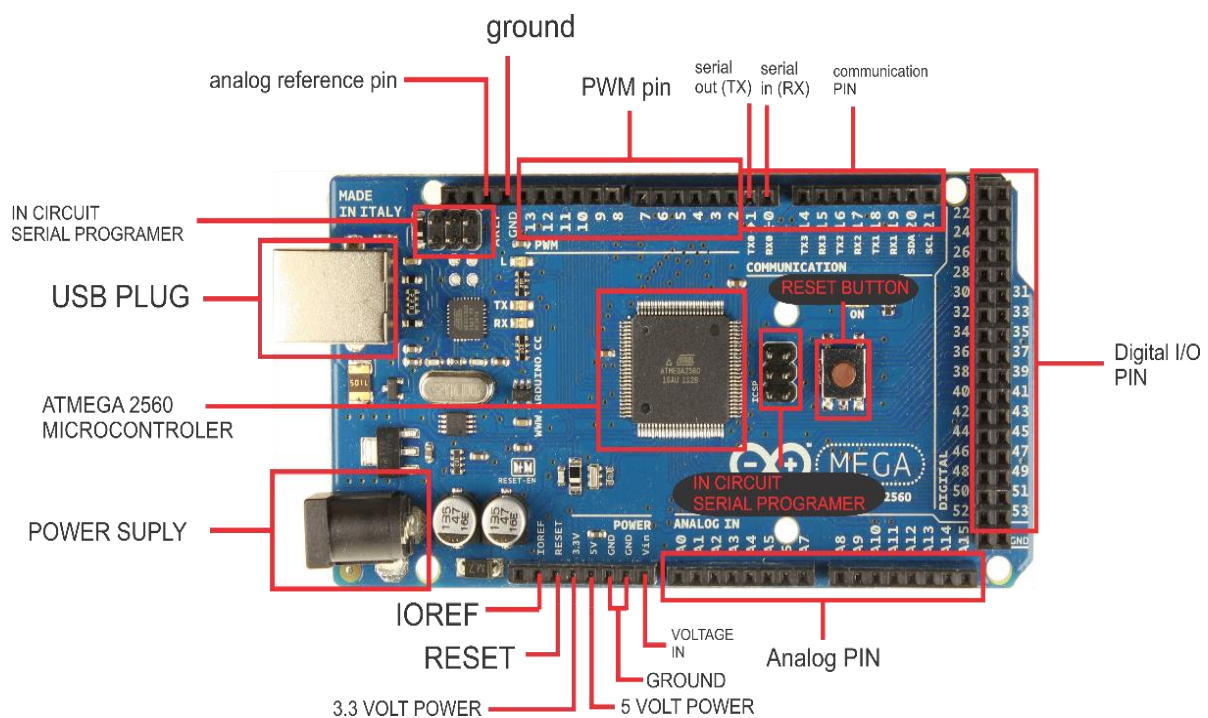 ground
analog reference pin
PWM pin
serial
out (TX)
serial
in (RX)
communication
PIN
MADE
IN ITALY
IN CIRCUIT
SERIAL PROGRAMER
AREF
GND
13
12
11
10
9
8
7
6
5
4
3
2
1
0
14
15
16
17
18
19
20
21
TX0
RX0
TX3
RX3
TX2
RX2
TX1
RX1
SDA
SCL
PWM
COMMUNICATION
L
TX
RX
USB PLUG
RESET BUTTON
ON
22
24
26
28
30 31
32 33
34 35
36 37
38 39
40 41
42 43
44 45
46 47
48 49
50 51
52 53
GND
DIGITAL
Digital I/O
PIN
ATMEGA2560
16AU 1128
ICSP
WWW.ARDUINO.CC
1105
ATMEGA 2560
MICROCONTROLER
MEGA
2560
IN CIRCUIT
SERIAL PROGRAMER
RESET-EN
POWER SUPLY
POWER
ANALOG IN
IOREF
RESET
3.3V
5V
GND
GND
Vin
A0
A1
A2
A3
A4
A5
A7
A8
A9
A10
A11
A12
A13
A14
A15
IOREF
RESET
3.3 VOLT POWER
5 VOLT POWER
GROUND
VOLTAGE
IN
Analog PIN